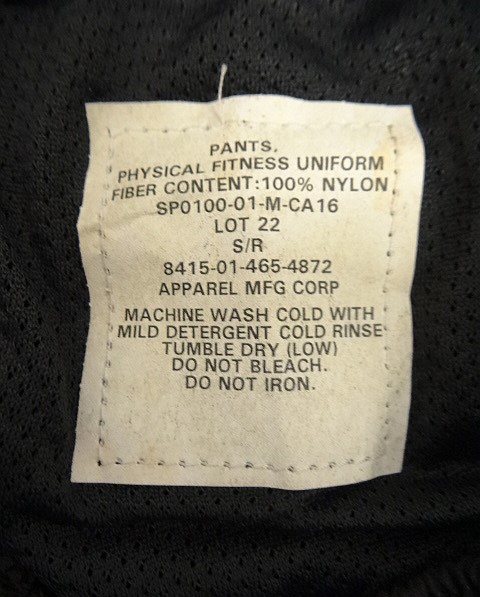 PANTS,
PHYSICAL FITNESS UNIFORM
FIBER CONTENT:100% NYLON
SP0100-01-M-CA16
LOT 22
S/R
8415-01-465-4872
APPAREL MFG CORP
MACHINE WASH COLD WITH
MILD DETERGENT COLD RINSE
TUMBLE DRY (LOW)
DO NOT BLEACH.
DO NOT IRON.